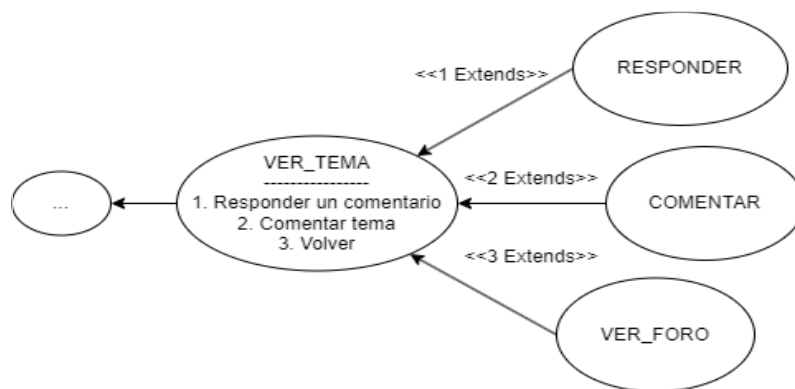 <<1 Extends>>
RESPONDER
VER_TEMA
-----------------
1. Responder un comentario
2. Comentar tema
3. Volver
...
<<2 Extends>>
COMENTAR
<<3 Extends>>
VER_FORO